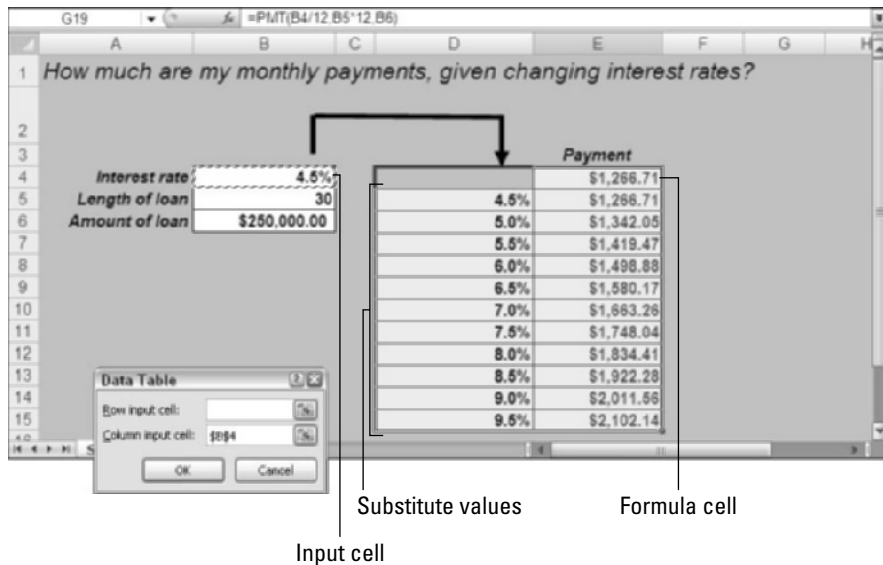 G19 fx =PMT(B4/12,B5*12,B6)
A B C D E F G H
1 How much are my monthly payments, given changing interest rates?
2
3 Payment
4 Interest rate 4.5% $1,266.71
5 Length of loan 30 4.5% $1,266.71
6 Amount of loan $250,000.00 5.0% $1,342.05
7 5.5% $1,419.47
8 6.0% $1,498.88
9 6.5% $1,580.17
10 7.0% $1,663.26
11 7.5% $1,748.04
12 8.0% $1,834.41
13 Data Table 8.5% $1,922.28
14 Row input cell: 9.0% $2,011.56
15 Column input cell: $B$4 9.5% $2,102.14
OK Cancel
Substitute values Formula cell
Input cell